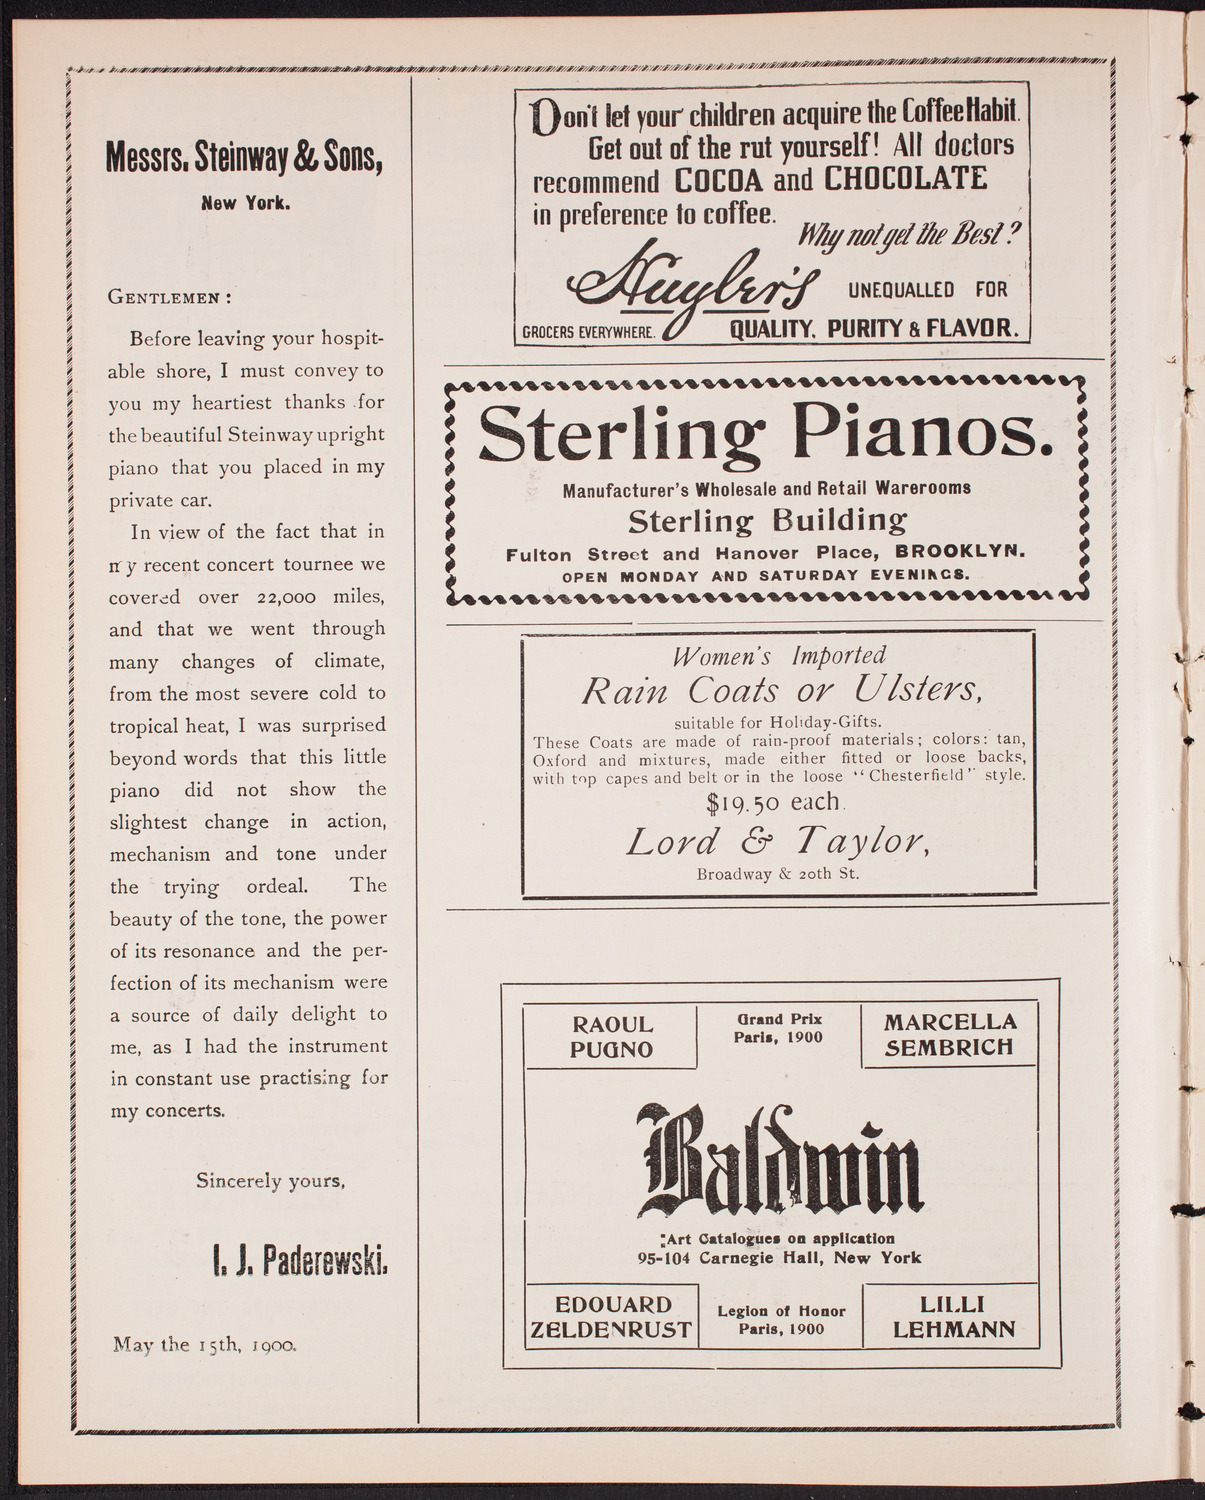 Messrs. Steinway & Sons,
New York.
GENTLEMEN:
Before leaving your hospit-
able shore, I must convey to
you my heartiest thanks for
the beautiful Steinway upright
piano that you placed in my
private car.
In view of the fact that in
my recent concert tournee we
covered over 22,000 miles,
and that we went through
many changes of climate,
from the most severe cold to
tropical heat, I was surprised
beyond words that this little
piano did not show the
slightest change in action,
mechanism and tone under
the trying ordeal. The
beauty of the tone, the power
of its resonance and the per-
fection of its mechanism were
a source of daily delight to
me, as I had the instrument
in constant use practising for
my concerts.
Sincerely yours,
I. J. Paderewski.
May the 15th, 1900.
Don't let your children acquire the Coffee Habit.
Get out of the rut yourself! All doctors
recommend COCOA and CHOCOLATE
in preference to coffee.
Why not get the Best?
Huyler's
UNEQUALLED FOR
GROCERS EVERYWHERE.
QUALITY, PURITY & FLAVOR.
Sterling Pianos.
Manufacturer's Wholesale and Retail Warerooms
Sterling Building
Fulton Street and Hanover Place, BROOKLYN.
OPEN MONDAY AND SATURDAY EVENINGS.
Women's Imported
Rain Coats or Ulsters,
suitable for Holiday-Gifts.
These Coats are made of rain-proof materials; colors: tan,
Oxford and mixtures, made either fitted or loose backs,
with top capes and belt or in the loose "Chesterfield" style.
$19.50 each.
Lord & Taylor,
Broadway & 20th St.
RAOUL
PUGNO
Grand Prix
Paris, 1900
MARCELLA
SEMBRICH
Baldwin
Art Catalogues on application
95-104 Carnegie Hall, New York
EDOUARD
ZELDENRUST
Legion of Honor
Paris, 1900
LILLI
LEHMANN